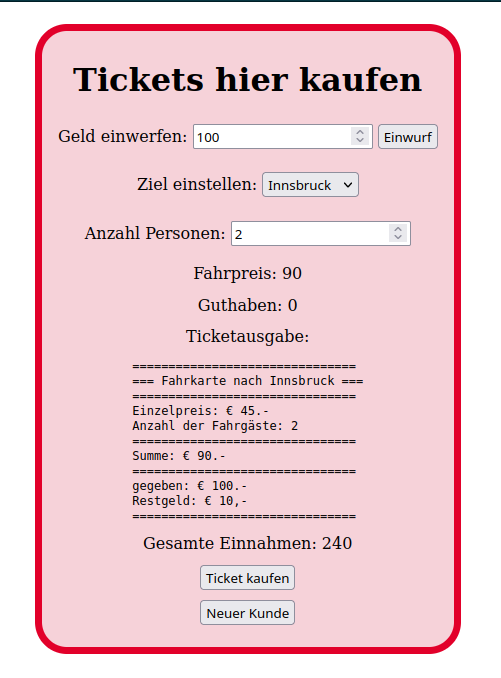 Tickets hier kaufen
Geld einwerfen: 100 Einwurf
Ziel einstellen: Innsbruck
Anzahl Personen: 2
Fahrpreis: 90
Guthaben: 0
Ticketausgabe:
===============================
=== Fahrkarte nach Innsbruck ===
===============================
Einzelpreis: € 45.-
Anzahl der Fahrgäste: 2
===============================
Summe: € 90.-
===============================
gegeben: € 100.-
Restgeld: € 10,-
===============================
Gesamte Einnahmen: 240
Ticket kaufen
Neuer Kunde